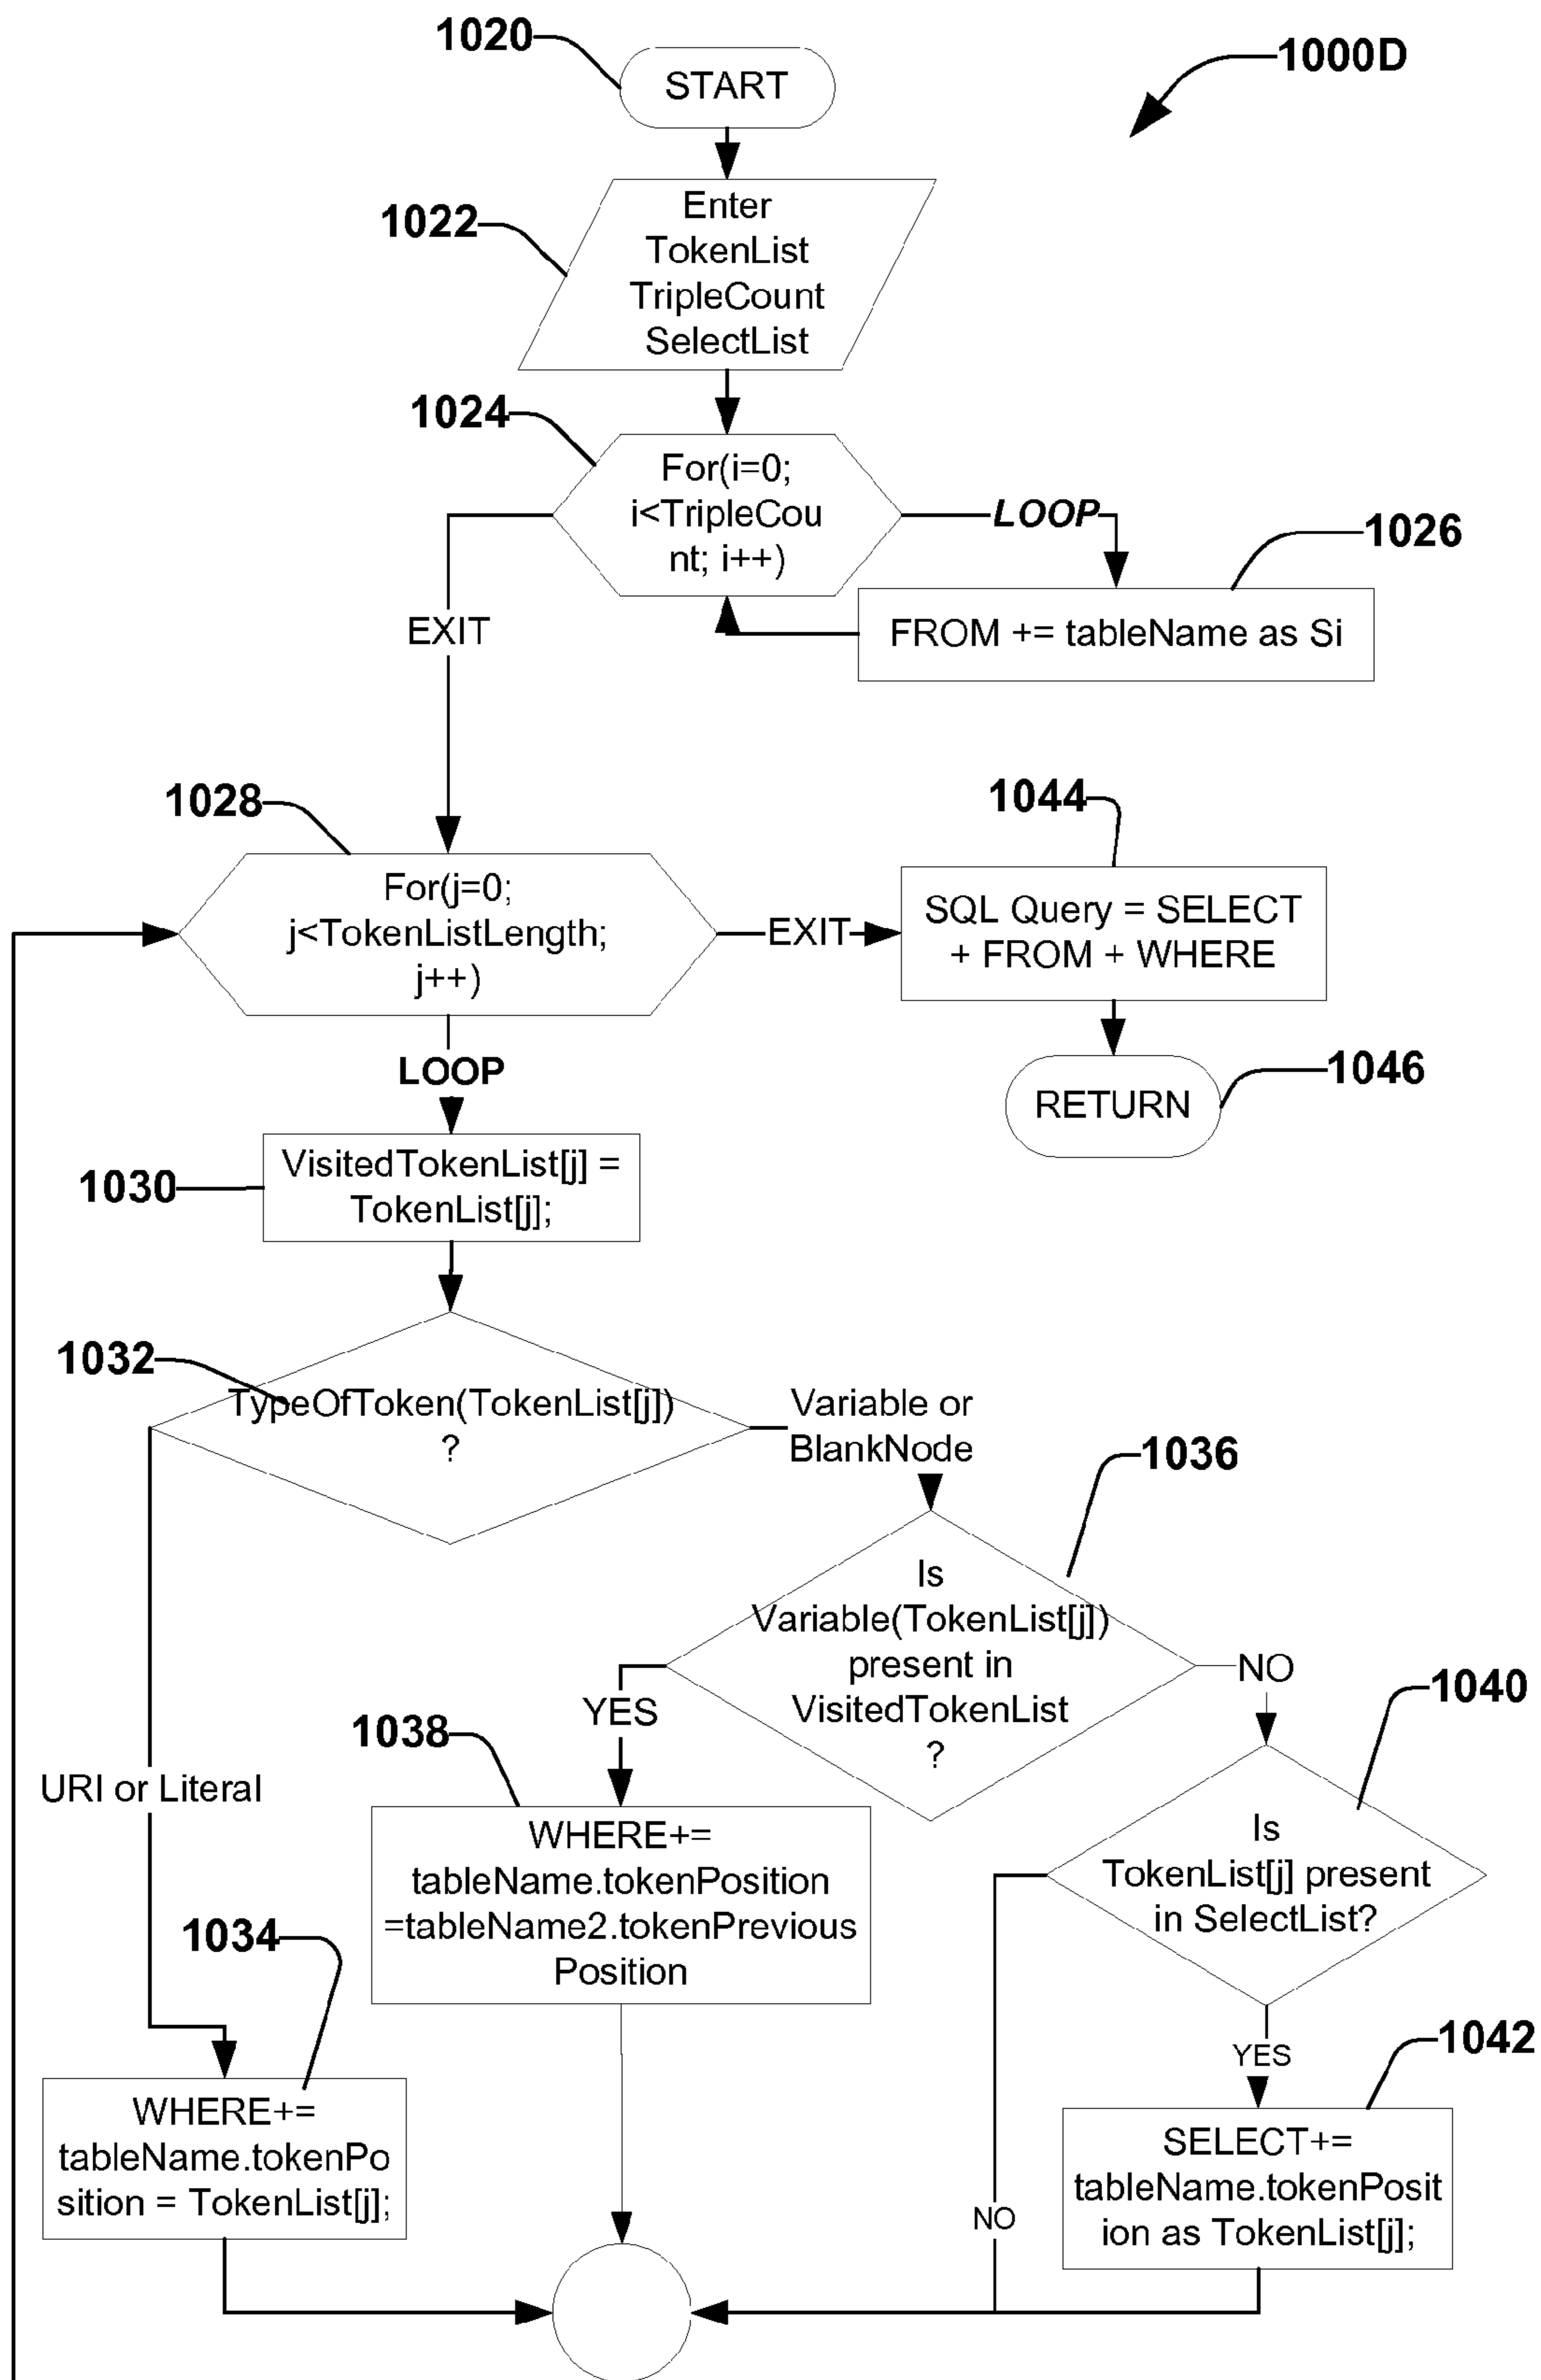 1020
START
1000D
1022
Enter
TokenList
TripleCount
SelectList
1024
For(i=0;
i<TripleCou
nt; i++)
LOOP
1026
FROM += tableName as Si
EXIT
1028
For(j=0;
j<TokenListLength;
j++)
EXIT
1044
SQL Query = SELECT
+ FROM + WHERE
LOOP
1046
RETURN
1030
VisitedTokenList[j] =
TokenList[j];
1032
TypeOfToken(TokenList[j])
?
Variable or
BlankNode
1036
Is
Variable(TokenList[j])
present in
VisitedTokenList
?
NO
YES
1040
1038
URI or Literal
WHERE+=
tableName.tokenPosition
=tableName2.tokenPrevious
Position
Is
TokenList[j] present
in SelectList?
1034
YES
1042
WHERE+=
tableName.tokenPo
sition = TokenList[j];
NO
SELECT+=
tableName.tokenPosit
ion as TokenList[j];